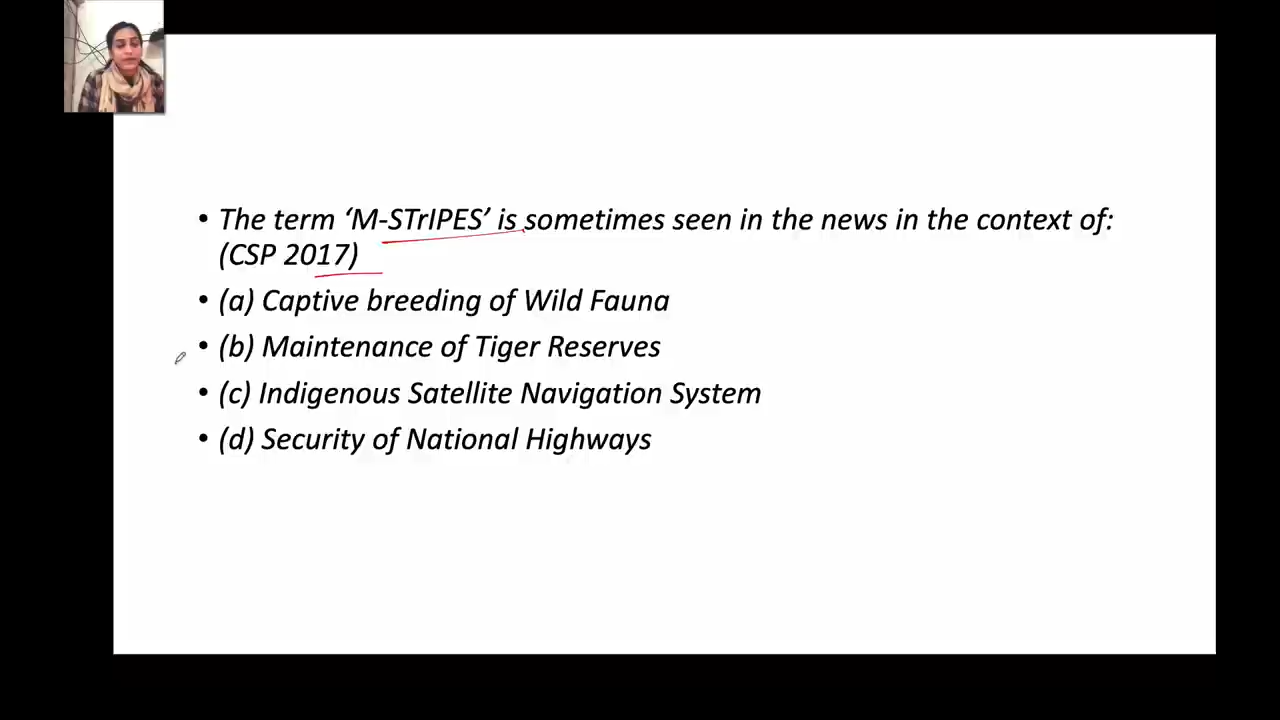 • The term ‘M-STrIPES’ is sometimes seen in the news in the context of:
(CSP 2017)
• (a) Captive breeding of Wild Fauna
• (b) Maintenance of Tiger Reserves
• (c) Indigenous Satellite Navigation System
• (d) Security of National Highways